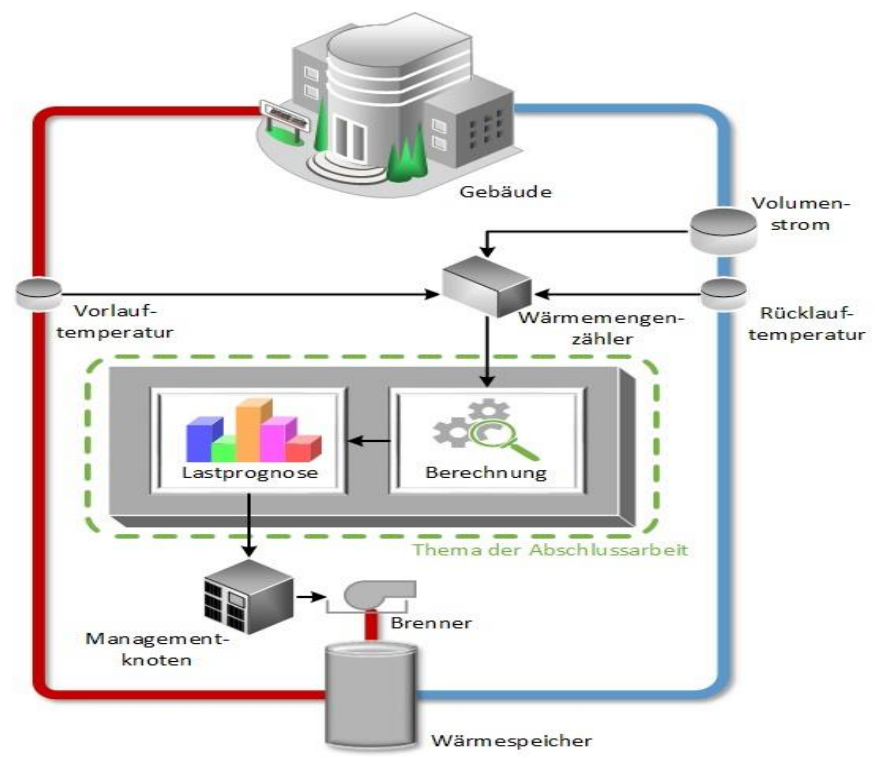 Gebäude
Volumen-
strom
Vorlauf-
temperatur
Wärmemengen-
zähler
Rücklauf-
temperatur
Lastprognose
Berechnung
Thema der Abschlussarbeit
Management-
knoten
Brenner
Wärmespeicher